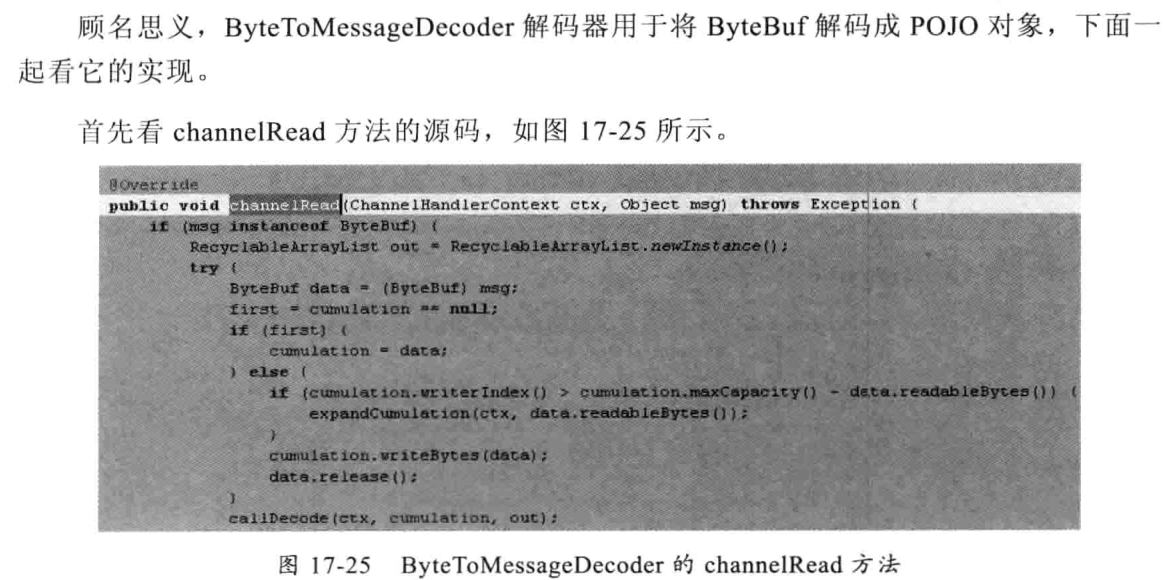 顾名思义，ByteToMessageDecoder 解码器用于将 ByteBuf 解码成 POJO 对象，下面一
起看它的实现。
首先看 channelRead 方法的源码，如图 17-25 所示。
@Override
public void channelRead(ChannelHandlerContext ctx, Object msg) throws Exception {
if (msg instanceof ByteBuf) {
RecyclableArrayList out = RecyclableArrayList.newInstance();
try {
ByteBuf data = (ByteBuf) msg;
first = cumulation == null;
if (first) {
cumulation = data;
} else {
if (cumulation.writerIndex() > cumulation.maxCapacity() - data.readableBytes()) {
expandCumulation(ctx, data.readableBytes());
}
cumulation.writeBytes(data);
data.release();
}
callDecode(ctx, cumulation, out);
图 17-25 ByteToMessageDecoder 的 channelRead 方法